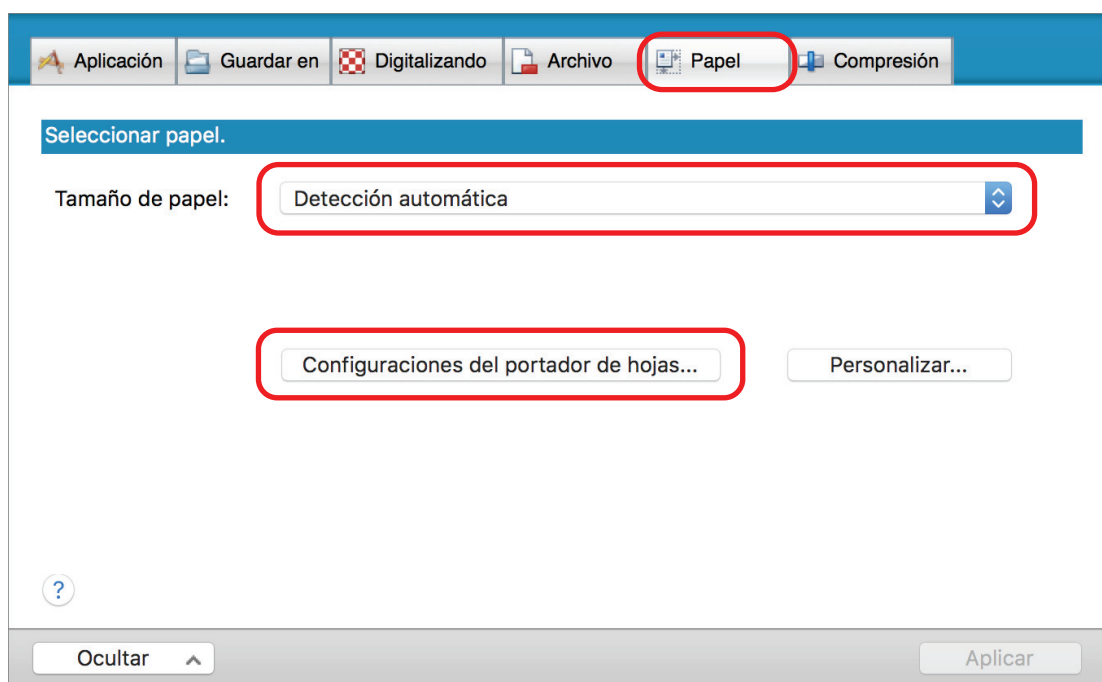 Aplicación Guardar en Digitalizando Archivo Papel Compresión
Seleccionar papel.
Tamaño de papel: Detección automática
Configuraciones del portador de hojas... Personalizar...
?
Ocultar Aplicar